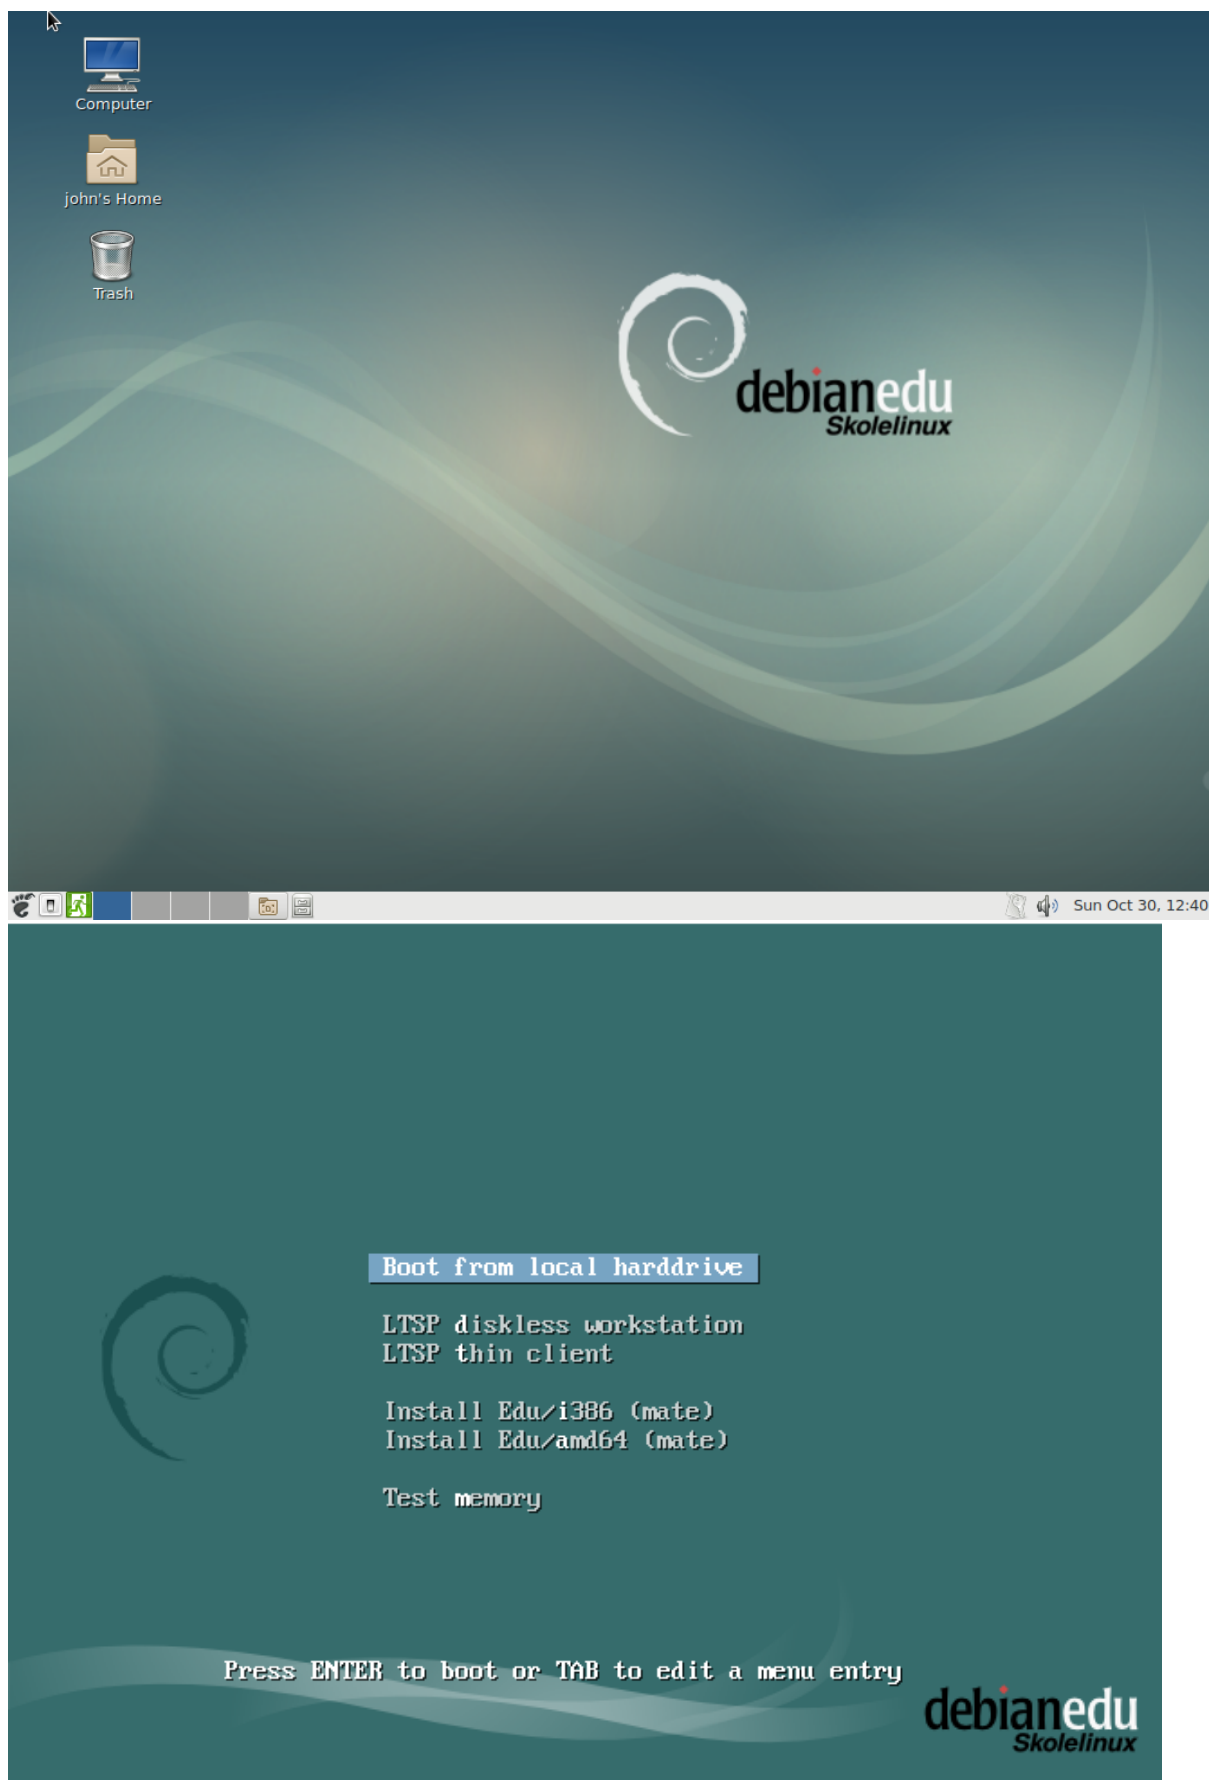 Computer
john's Home
Trash
debianedu
Skolelinux
Sun Oct 30, 12:40
Boot from local harddrive
LTSP diskless workstation
LTSP thin client
Install Edu/i386 (mate)
Install Edu/amd64 (mate)
Test memory
Press ENTER to boot or TAB to edit a menu entry
debianedu
Skolelinux